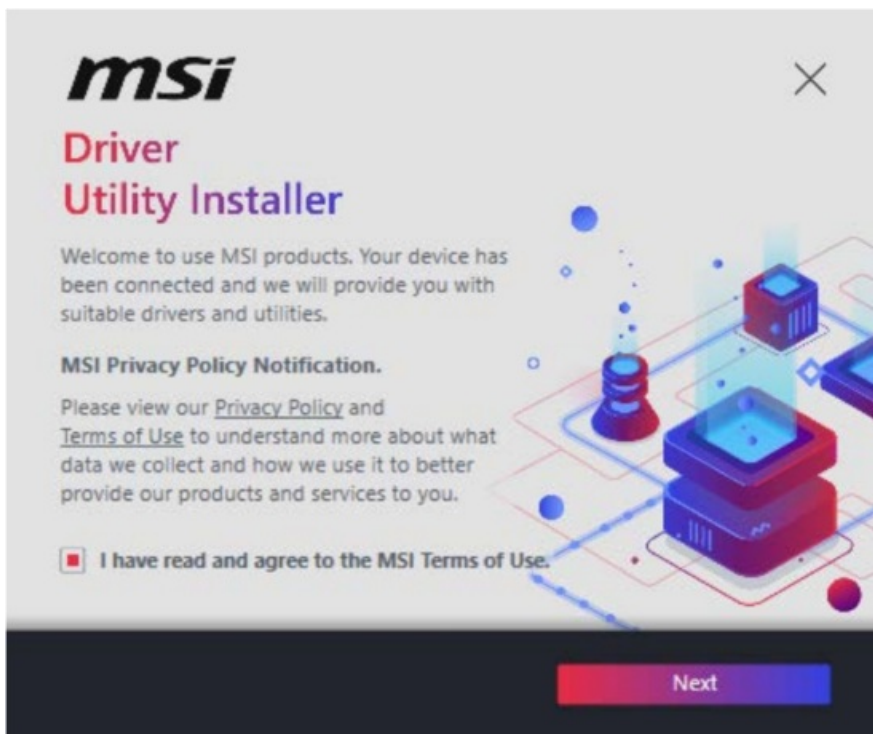 msi
Driver
Utility Installer
Welcome to use MSI products. Your device has
been connected and we will provide you with
suitable drivers and utilities.
MSI Privacy Policy Notification.
Please view our Privacy Policy and
Terms of Use to understand more about what
data we collect and how we use it to better
provide our products and services to you.
I have read and agree to the MSI Terms of Use.
Next